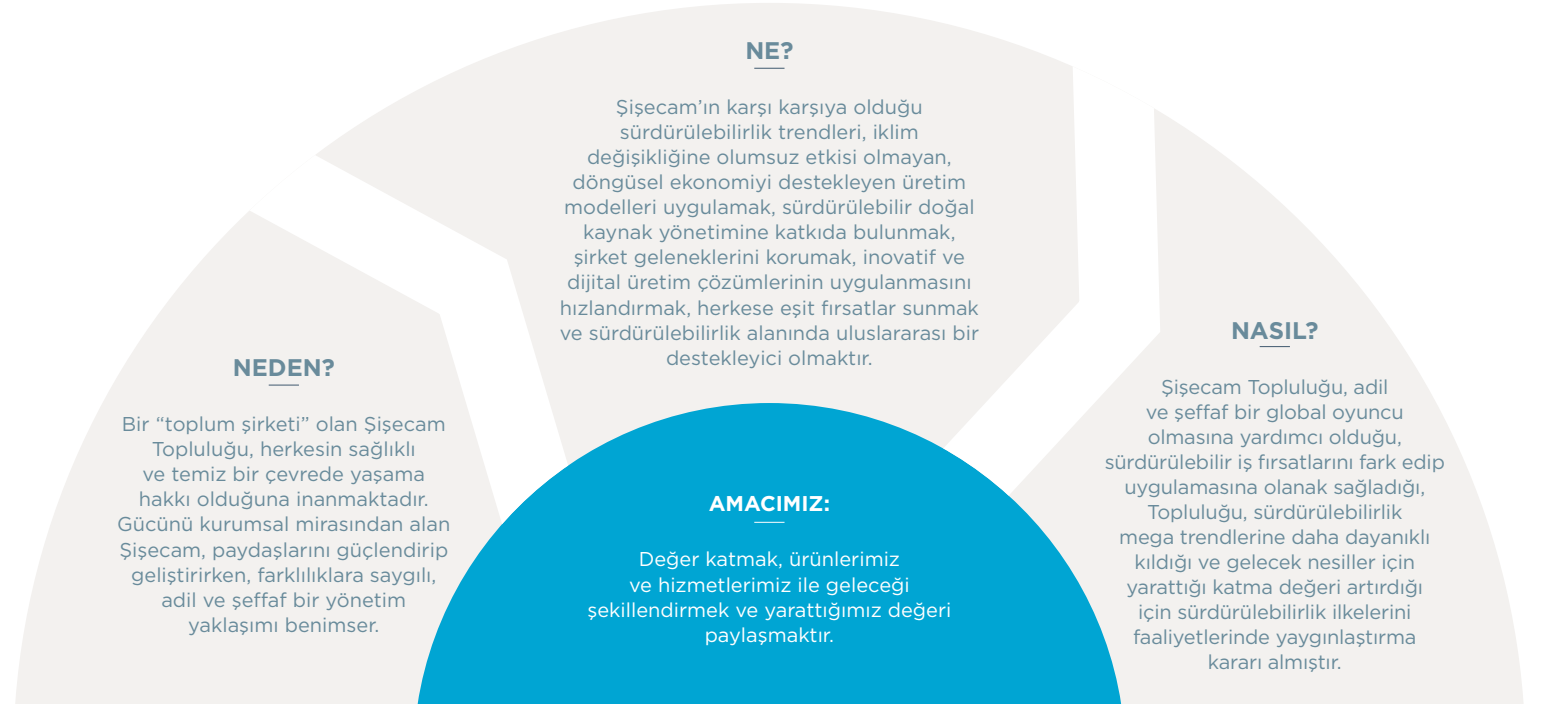 NEDEN?
Bir “toplum şirketi” olan Şişecam
Topluluğu, herkesin sağlıklı
ve temiz bir çevrede yaşama
hakkı olduğuna inanmaktadır.
Gücünü kurumsal mirasından alan
Şişecam, paydaşlarını güçlendirip
geliştirirken, farklılıklara saygılı,
adil ve şeffaf bir yönetim
yaklaşımı benimser.
NE?
Şişecam’ın karşı karşıya olduğu
sürdürülebilirlik trendleri, iklim
değişikliğine olumsuz etkisi olmayan,
döngüsel ekonomiyi destekleyen üretim
modelleri uygulamak, sürdürülebilir doğal
kaynak yönetimine katkıda bulunmak,
şirket geleneklerini korumak, inovatif ve
dijital üretim çözümlerinin uygulanmasını
hızlandırmak, herkese eşit fırsatlar sunmak
ve sürdürülebilirlik alanında uluslararası bir
destekleyici olmaktır.
NASIL?
Şişecam Topluluğu, adil
ve şeffaf bir global oyuncu
olmasına yardımcı olduğu,
sürdürülebilir iş fırsatlarını fark edip
uygulamasına olanak sağladığı,
Topluluğu, sürdürülebilirlik
mega trendlerine daha dayanıklı
kıldığı ve gelecek nesiller için
yarattığı katma değeri artırdığı
için sürdürülebilirlik ilkelerini
faaliyetlerinde yaygınlaştırma
kararı almıştır.
AMACIMIZ:
Değer katmak, ürünlerimiz
ve hizmetlerimiz ile geleceği
şekillendirmek ve yarattığımız değeri
paylaşmaktır.